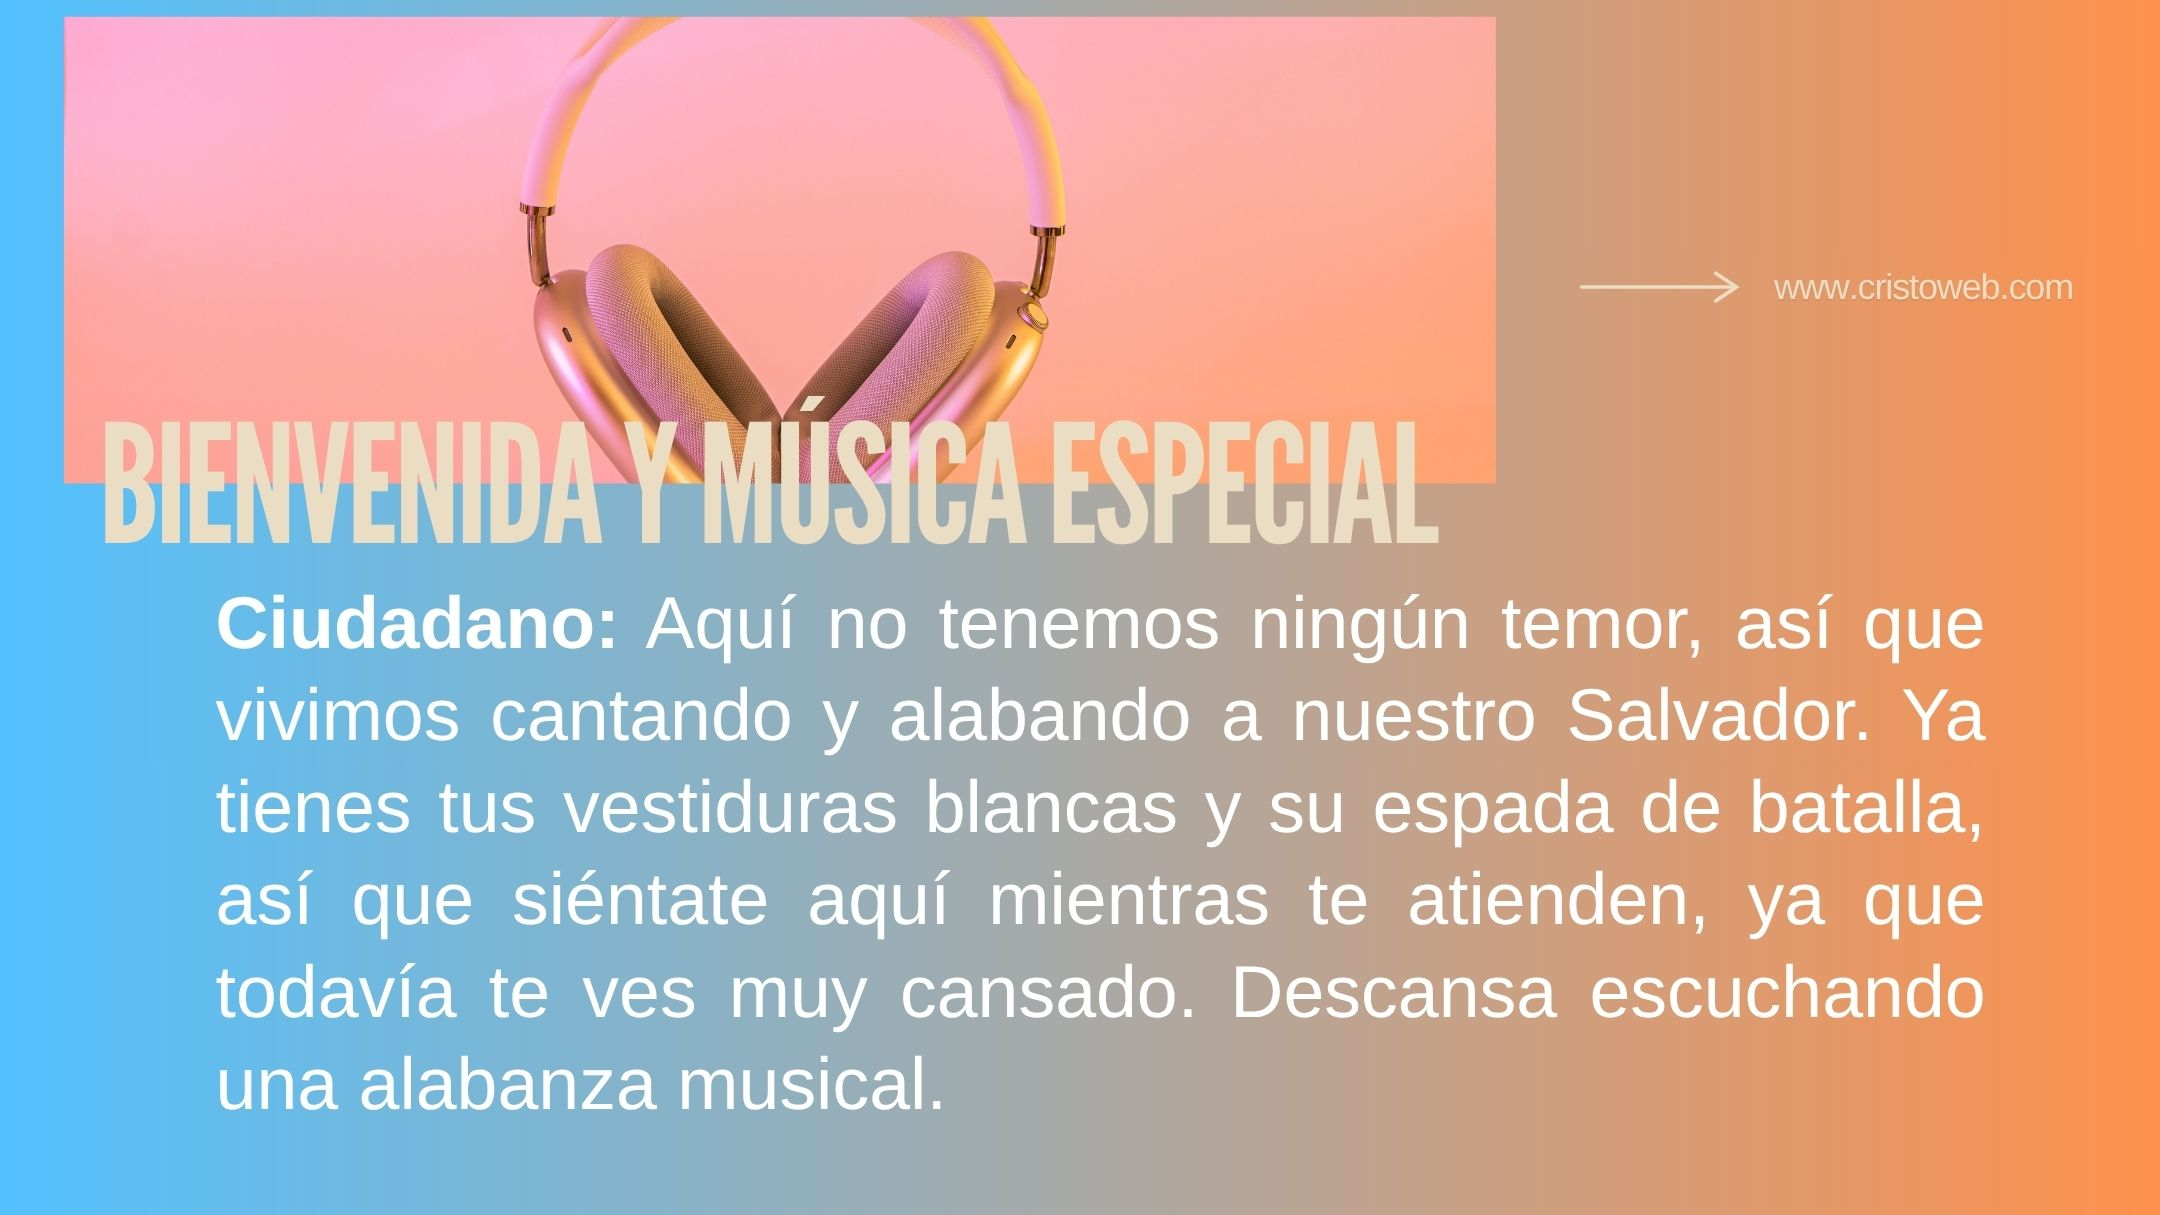 www.cristoweb.com
BIENVENIDA Y MÚSICA ESPECIAL
Ciudadano: Aquí no tenemos ningún temor, así que
vivimos cantando y alabando a nuestro Salvador. Ya
tienes tus vestiduras blancas y su espada de batalla,
así que siéntate aquí mientras te atienden, ya que
todavía te ves muy cansado. Descansa escuchando
una alabanza musical.